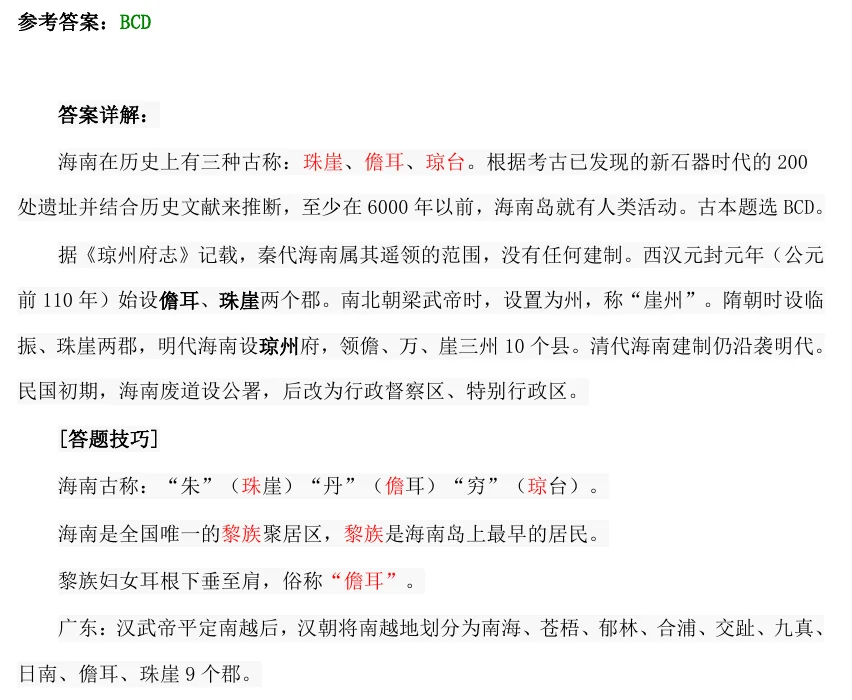 参考答案：BCD
答案详解：
海南在历史上有三种古称：珠崖、儋耳、琼台。根据考古已发现的新石器时代的 200
处遗址并结合历史文献来推断，至少在 6000 年以前，海南岛就有人类活动。古本题选 BCD。
据《琼州府志》记载，秦代海南属其遥领的范围，没有任何建制。西汉元封元年（公元
前 110 年）始设儋耳、珠崖两个郡。南北朝梁武帝时，设置为州，称“崖州”。隋朝时设临
振、珠崖两郡，明代海南设琼州府，领儋、万、崖三州 10 个县。清代海南建制仍沿袭明代。
民国初期，海南废道设公署，后改为行政督察区、特别行政区。
[答题技巧]
海南古称：“朱”（珠崖）“丹”（儋耳）“穷”（琼台）。
海南是全国唯一的黎族聚居区，黎族是海南岛上最早的居民。
黎族妇女耳根下垂至肩，俗称“儋耳”。
广东：汉武帝平定南越后，汉朝将南越地划分为南海、苍梧、郁林、合浦、交趾、九真、
日南、儋耳、珠崖 9 个郡。